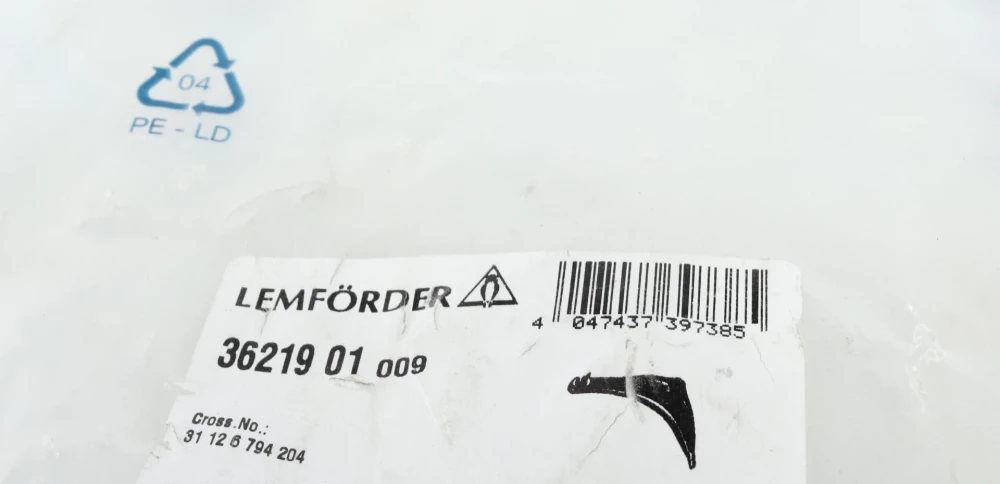 04
PE - LD
LEMFÖRDER
4 047437 397385
36219 01 009
Cross.No.:
31 12 6 794 204